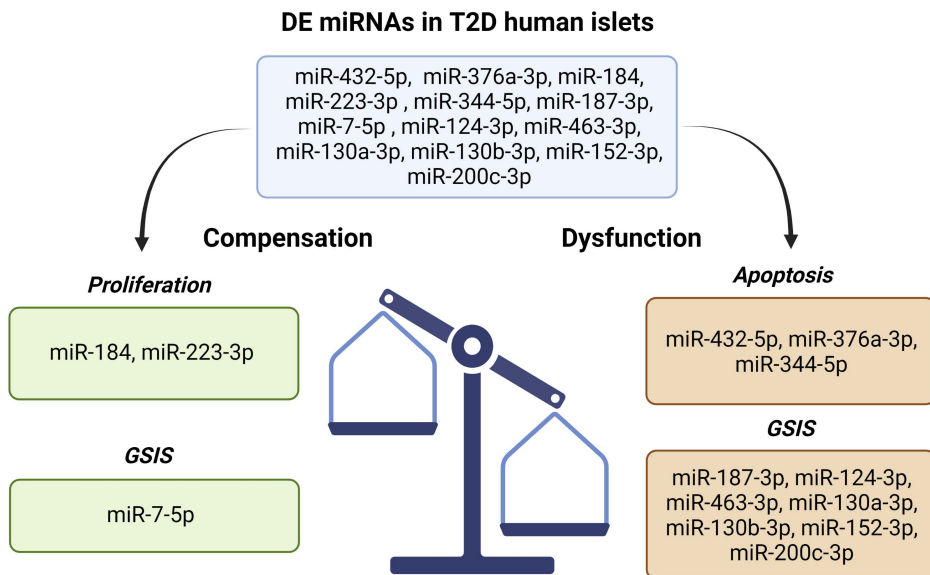 DE miRNAs in T2D human islets
miR-432-5p, miR-376a-3p, miR-184,
miR-223-3p , miR-344-5p, miR-187-3p,
miR-7-5p , miR-124-3p, miR-463-3p,
miR-130a-3p, miR-130b-3p, miR-152-3p,
miR-200c-3p
Compensation
Dysfunction
Proliferation
miR-184, miR-223-3p
GSIS
miR-7-5p
Apoptosis
miR-432-5p, miR-376a-3p,
miR-344-5p
GSIS
miR-187-3p, miR-124-3p,
miR-463-3p, miR-130a-3p,
miR-130b-3p, miR-152-3p,
miR-200c-3p